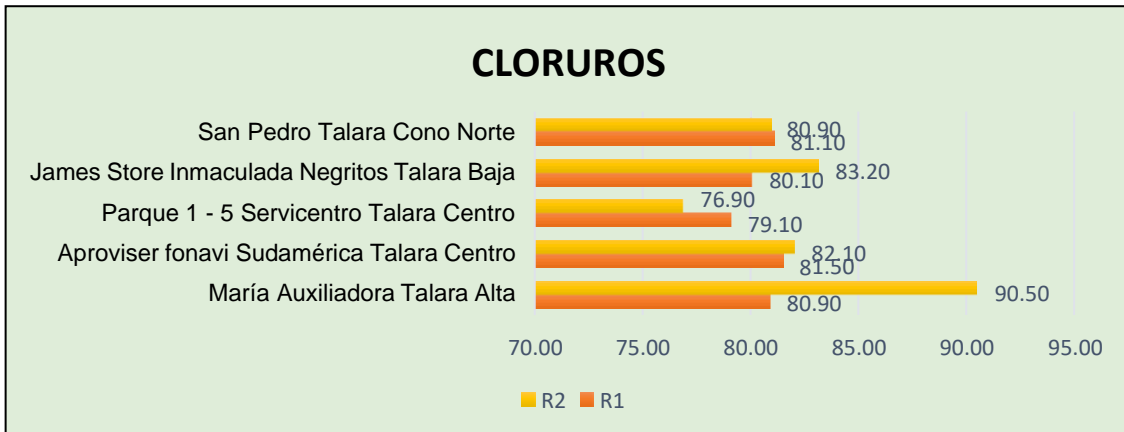 CLORUROS
San Pedro Talara Cono Norte
80.90
81.10
James Store Inmaculada Negritos Talara Baja
83.20
80.10
Parque 1 - 5 Servicentro Talara Centro
76.90
79.10
Aproviser fonavi Sudamérica Talara Centro
82.10
81.50
María Auxiliadora Talara Alta
90.50
80.90
70.00 75.00 80.00 85.00 90.00 95.00
R2 R1